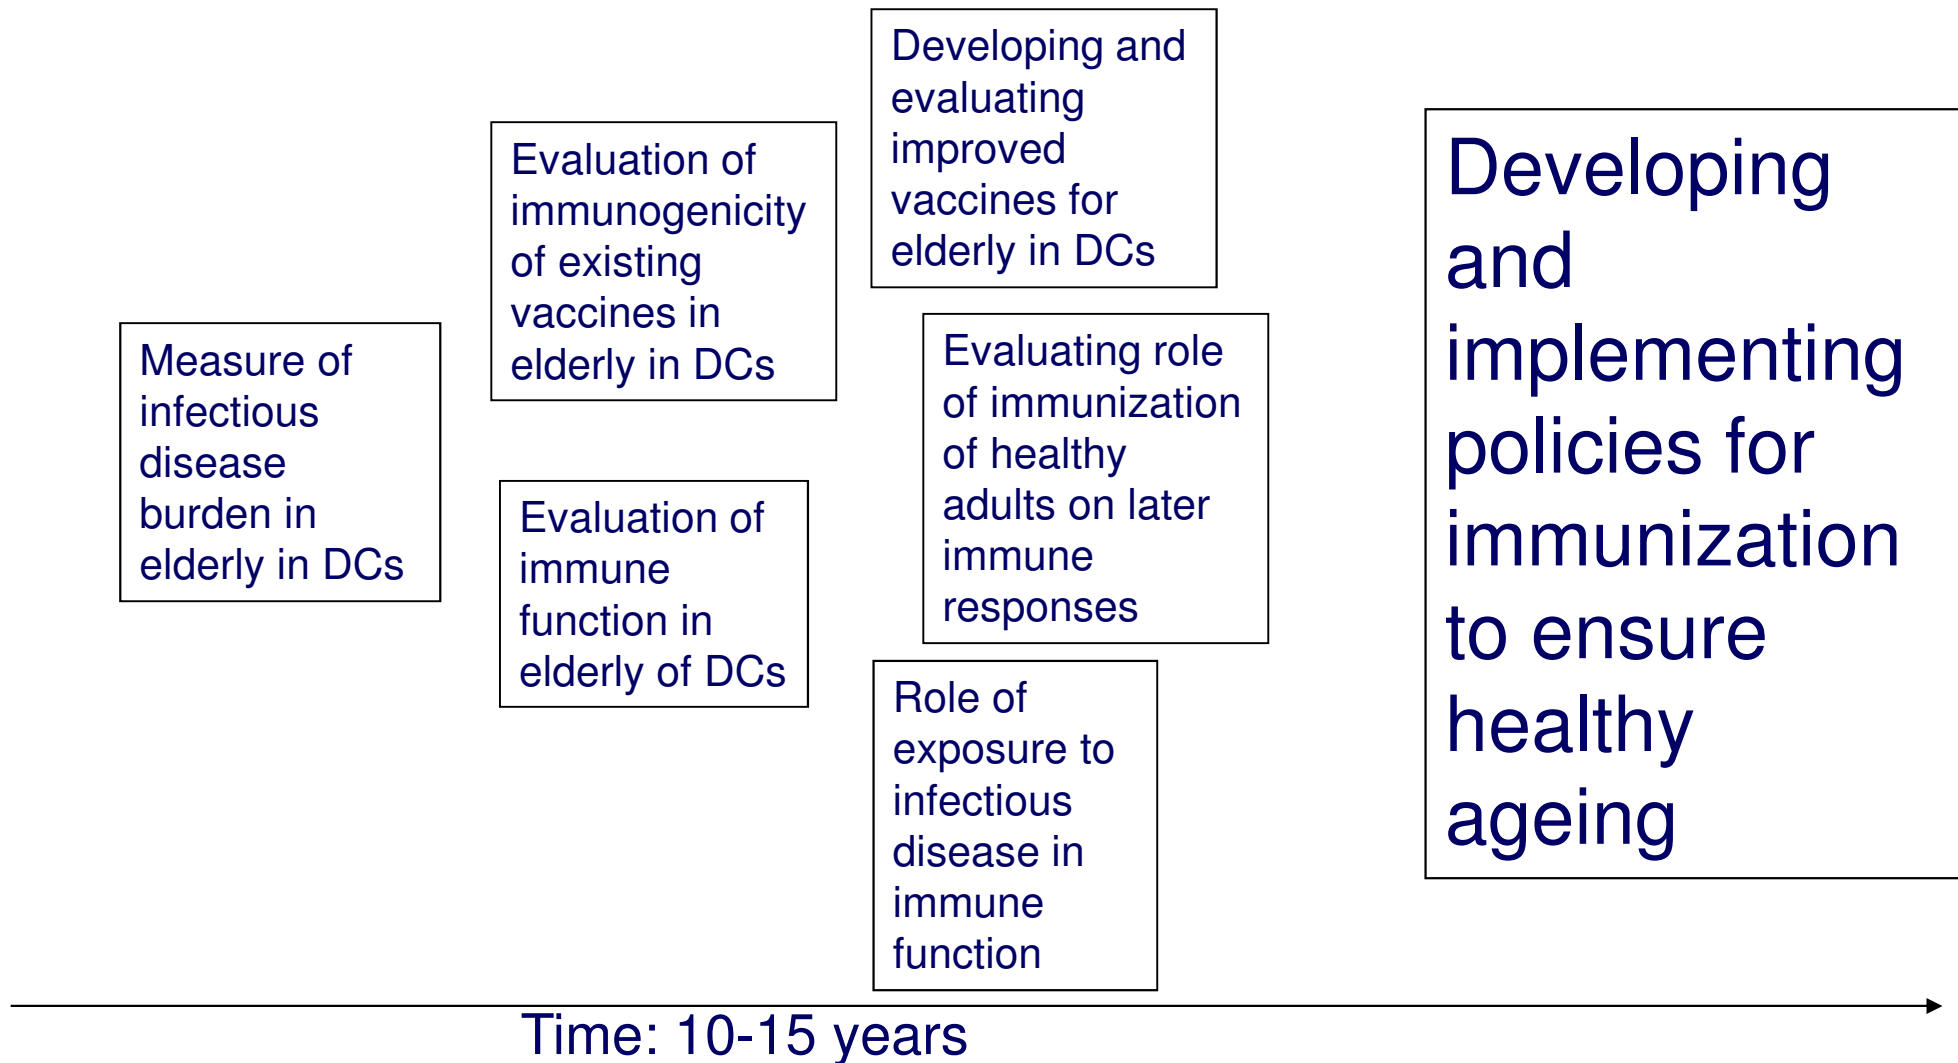 Measure of
infectious
disease
burden in
elderly in DCs
Evaluation of
immunogenicity
of existing
vaccines in
elderly in DCs
Evaluation of
immune
function in
elderly of DCs
Developing and
evaluating
improved
vaccines for
elderly in DCs
Evaluating role
of immunization
of healthy
adults on later
immune
responses
Role of
exposure to
infectious
disease in
immune
function
Developing
and
implementing
policies for
immunization
to ensure
healthy
ageing
Time: 10-15 years